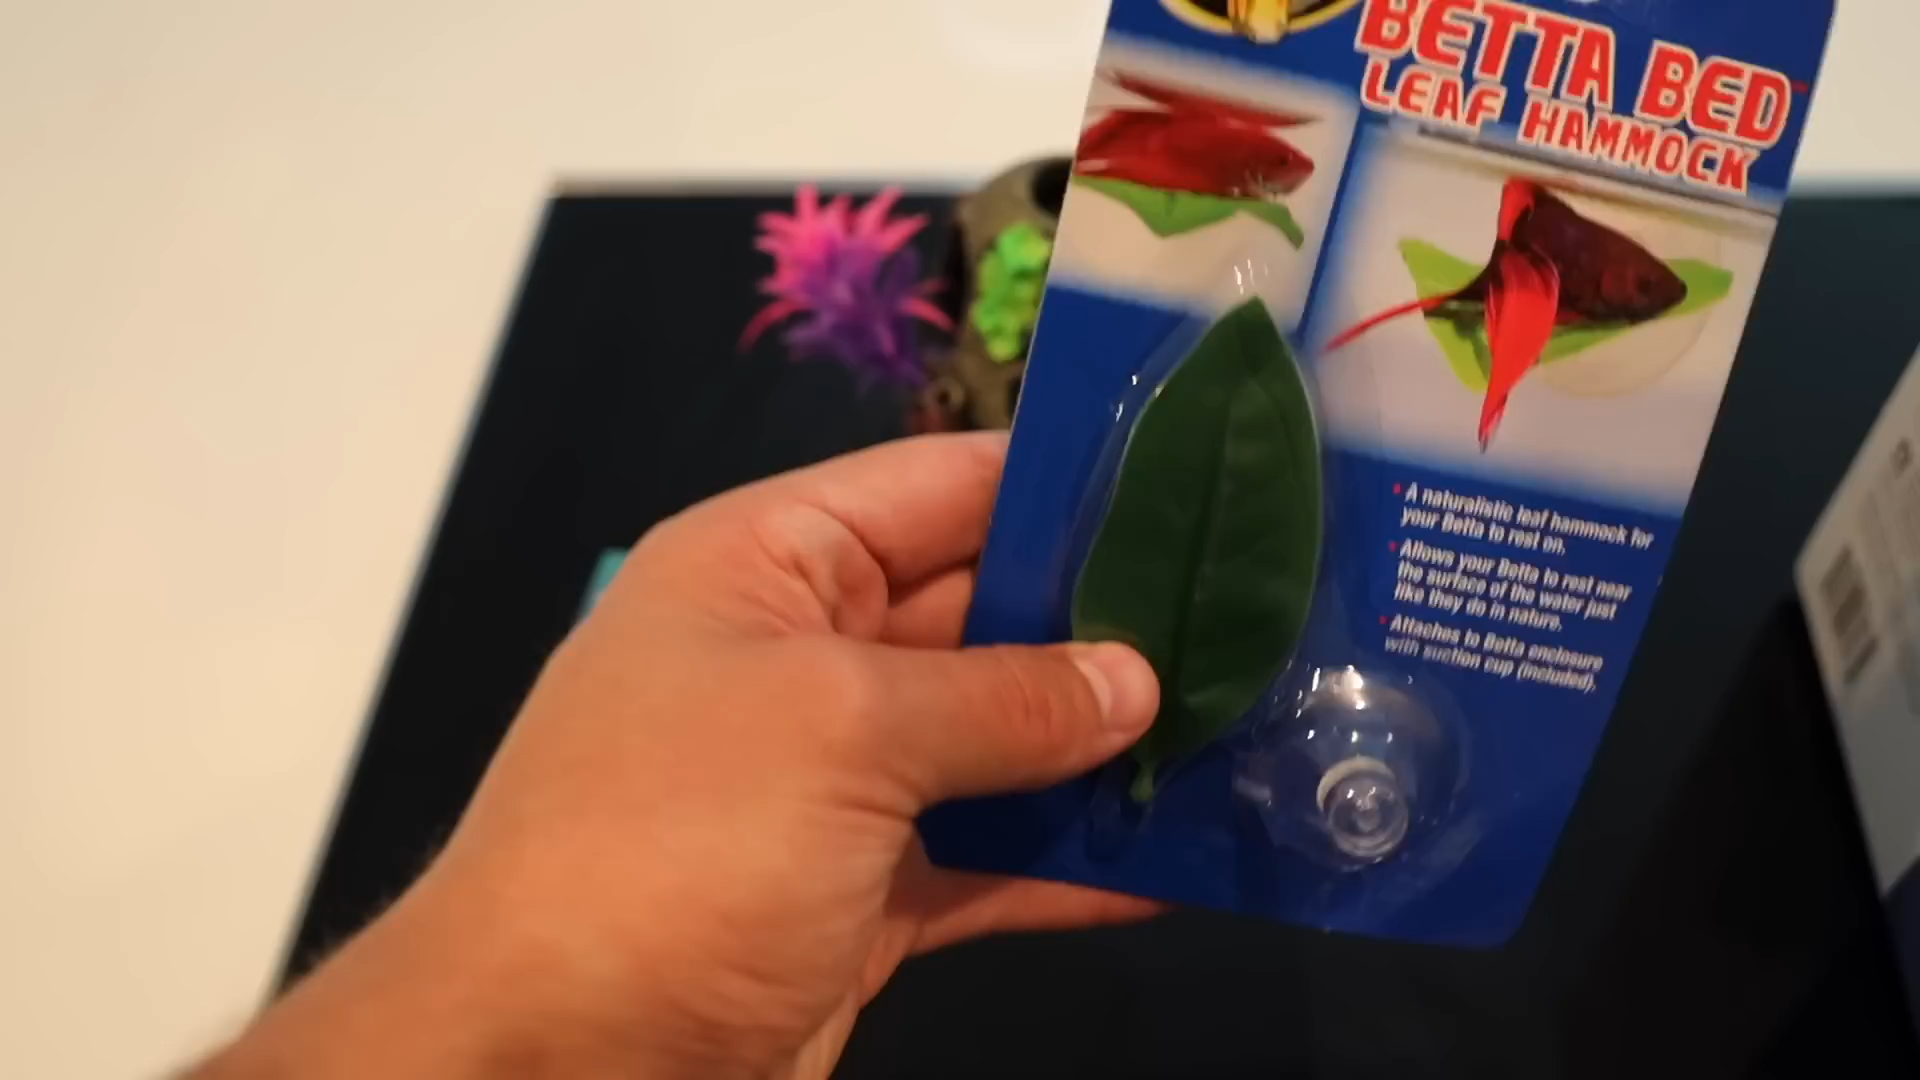 BETTA BED
LEAF HAMMOCK
• A naturalistic leaf hammock for
your Betta to rest on.
• Allows your Betta to rest near
the surface of the water just
like they do in nature.
• Attaches to Betta enclosure
with suction cup (included).